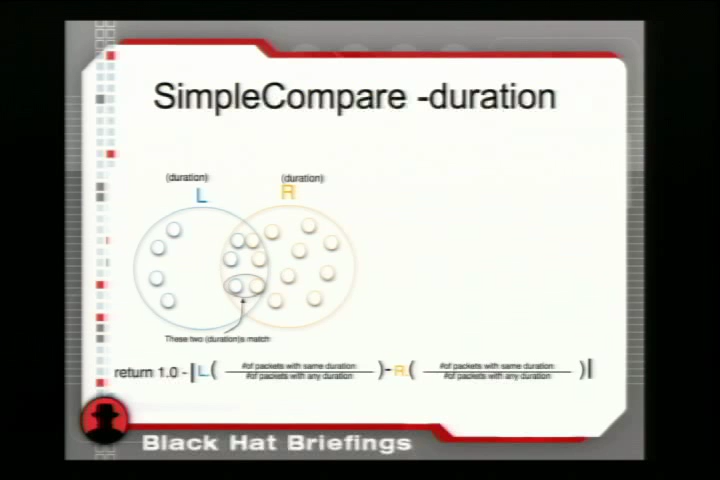 SimpleCompare -duration
(duration) (duration)
L R
These two (duration)s match
return 1.0 - | L ( #of packets with same duration / #of packets with any duration ) - R ( #of packets with same duration / #of packets with any duration ) |
Black Hat Briefings